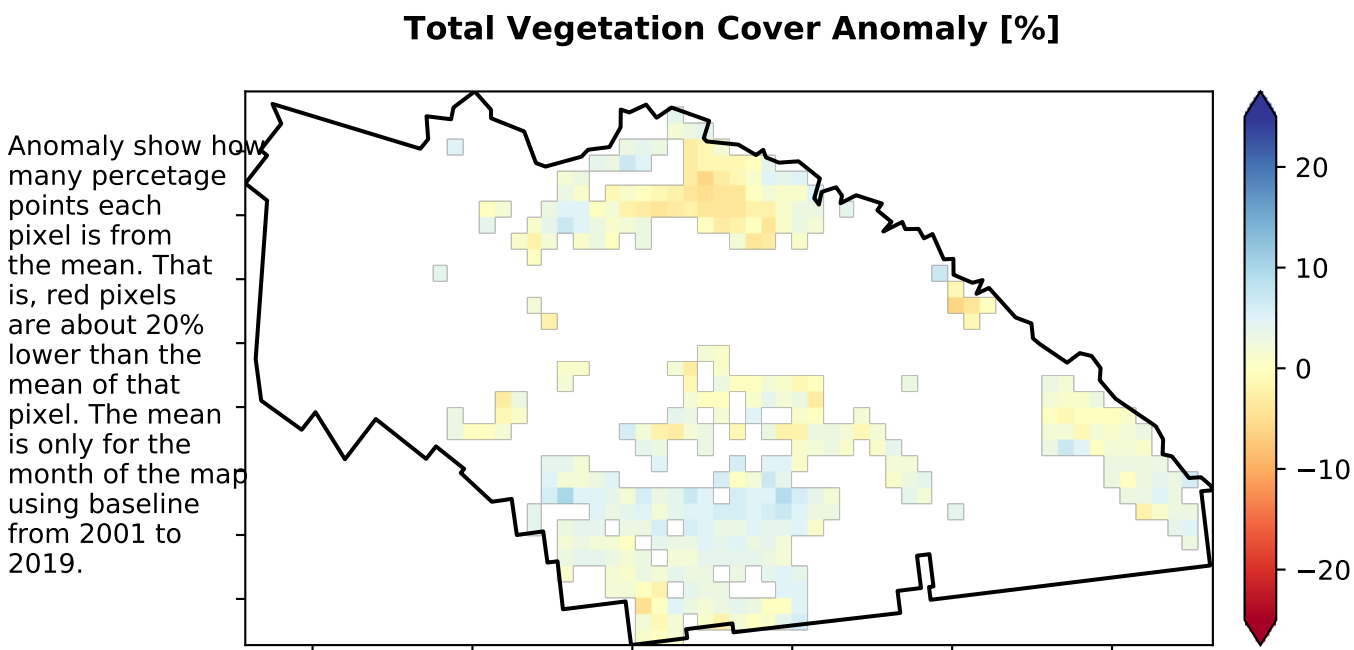 Total Vegetation Cover Anomaly [%]
Anomaly show how
many percetage
points each
pixel is from
the mean. That
is, red pixels
are about 20%
lower than the
mean of that
pixel. The mean
is only for the
month of the map
using baseline
from 2001 to
2019.
20
10
0
−10
−20